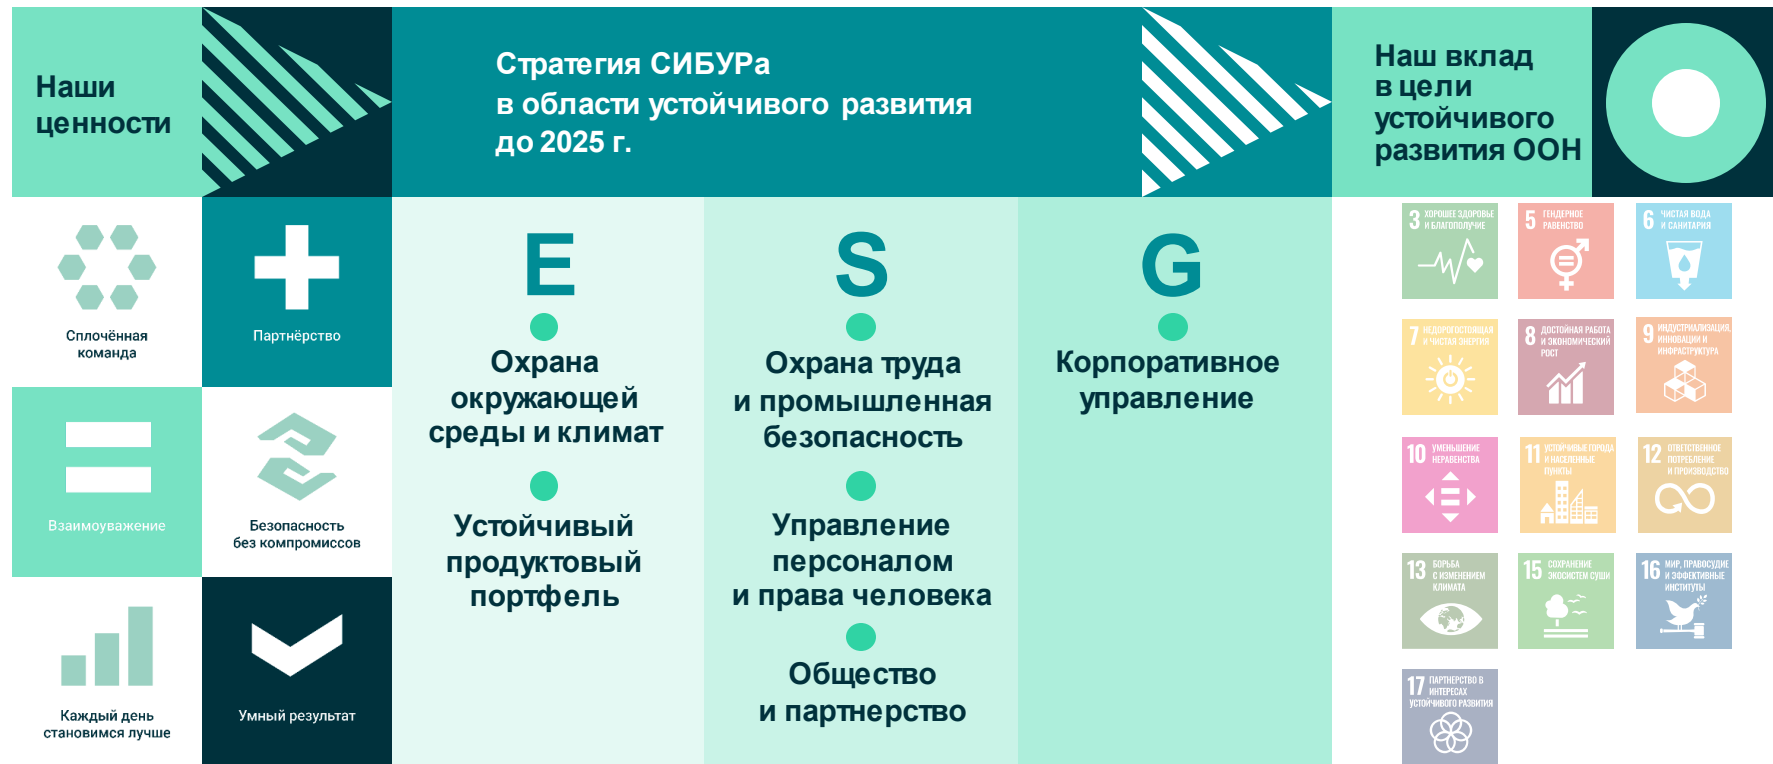 Наши
ценности
Стратегия СИБУРа
в области устойчивого развития
до 2025 г.
Наш вклад
в цели
устойчивого
развития ООН
Сплочённая
команда
Партнёрство
Взаимоуважение
Безопасность
без компромиссов
Каждый день
становимся лучше
Умный результат
E
Охрана
окружающей
среды и климат
Устойчивый
продуктовый
портфель
S
Охрана труда
и промышленная
безопасность
Управление
персоналом
и права человека
Общество
и партнерство
G
Корпоративное
управление
3 ХОРОШЕЕ ЗДОРОВЬЕ
И БЛАГОПОЛУЧИЕ
5 ГЕНДЕРНОЕ
РАВЕНСТВО
6 ЧИСТАЯ ВОДА
И САНИТАРИЯ
7 НЕДОРОГОСТОЯЩАЯ
И ЧИСТАЯ ЭНЕРГИЯ
8 ДОСТОЙНАЯ РАБОТА
И ЭКОНОМИЧЕСКИЙ
РОСТ
9 ИНДУСТРИАЛИЗАЦИЯ,
ИННОВАЦИИ И
ИНФРАСТРУКТУРА
10 УМЕНЬШЕНИЕ
НЕРАВЕНСТВА
11 УСТОЙЧИВЫЕ ГОРОДА
И НАСЕЛЕННЫЕ
ПУНКТЫ
12 ОТВЕТСТВЕННОЕ
ПОТРЕБЛЕНИЕ
И ПРОИЗВОДСТВО
13 БОРЬБА
С ИЗМЕНЕНИЕМ
КЛИМАТА
15 СОХРАНЕНИЕ
ЭКОСИСТЕМ СУШИ
16 МИР, ПРАВОСУДИЕ
И ЭФФЕКТИВНЫЕ
ИНСТИТУТЫ
17 ПАРТНЕРСТВО В
ИНТЕРЕСАХ
УСТОЙЧИВОГО РАЗВИТИЯ